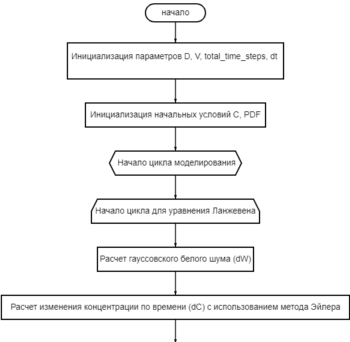 начало
Инициализация параметров D, V, total_time_steps, dt
Инициализация начальных условий C, PDF
Начало цикла моделирования
Начало цикла для уравнения Ланжевена
Расчет гауссовского белого шума (dW)
Расчет изменения концентрации по времени (dC) с использованием метода Эйлера